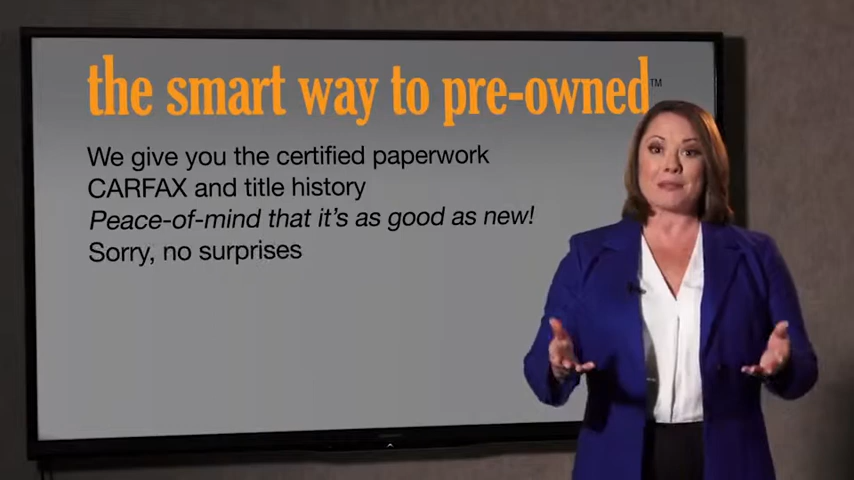 the smart way to pre-owned™
We give you the certified paperwork
CARFAX and title history
Peace-of-mind that it's as good as new!
Sorry, no surprises